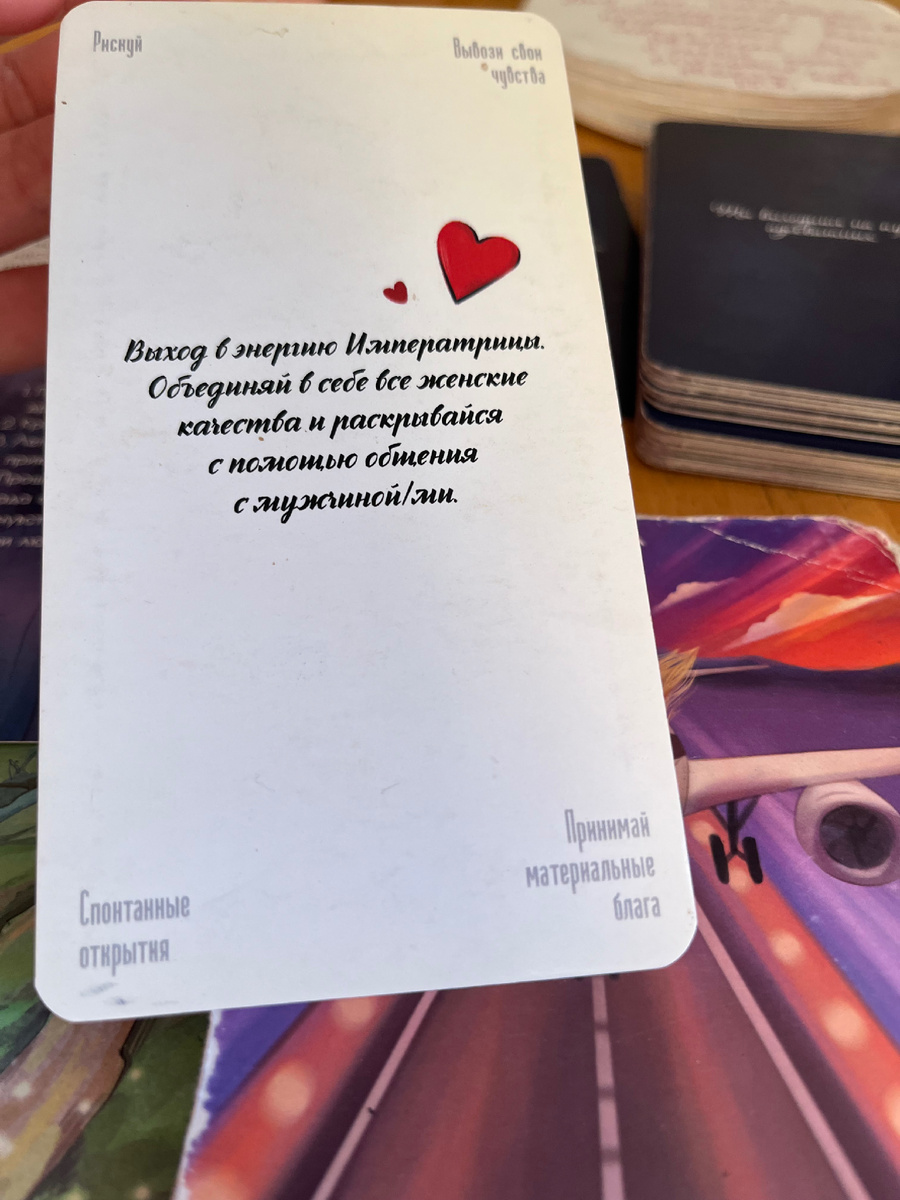 Рискуй
Вывози свои
чувства
Выход в энергию Императрицы.
Объединяй в себе все женские
качества и раскрывайся
с помощью общения
с мужчиной/ми.
Принимай
материальные
блага
Спонтанные
открытия